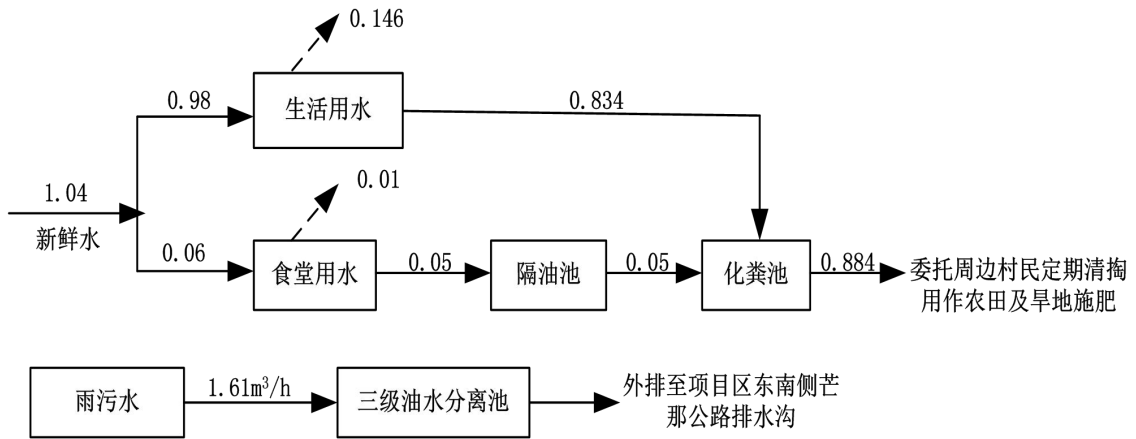 0.146
0.98
生活用水
0.834
1.04
新鲜水
0.01
0.06
食堂用水
0.05
隔油池
0.05
化粪池
0.884
委托周边村民定期清掏
用作农田及旱地施肥
雨污水
1.61m³/h
三级油水分离池
外排至项目区东南侧芒
那公路排水沟